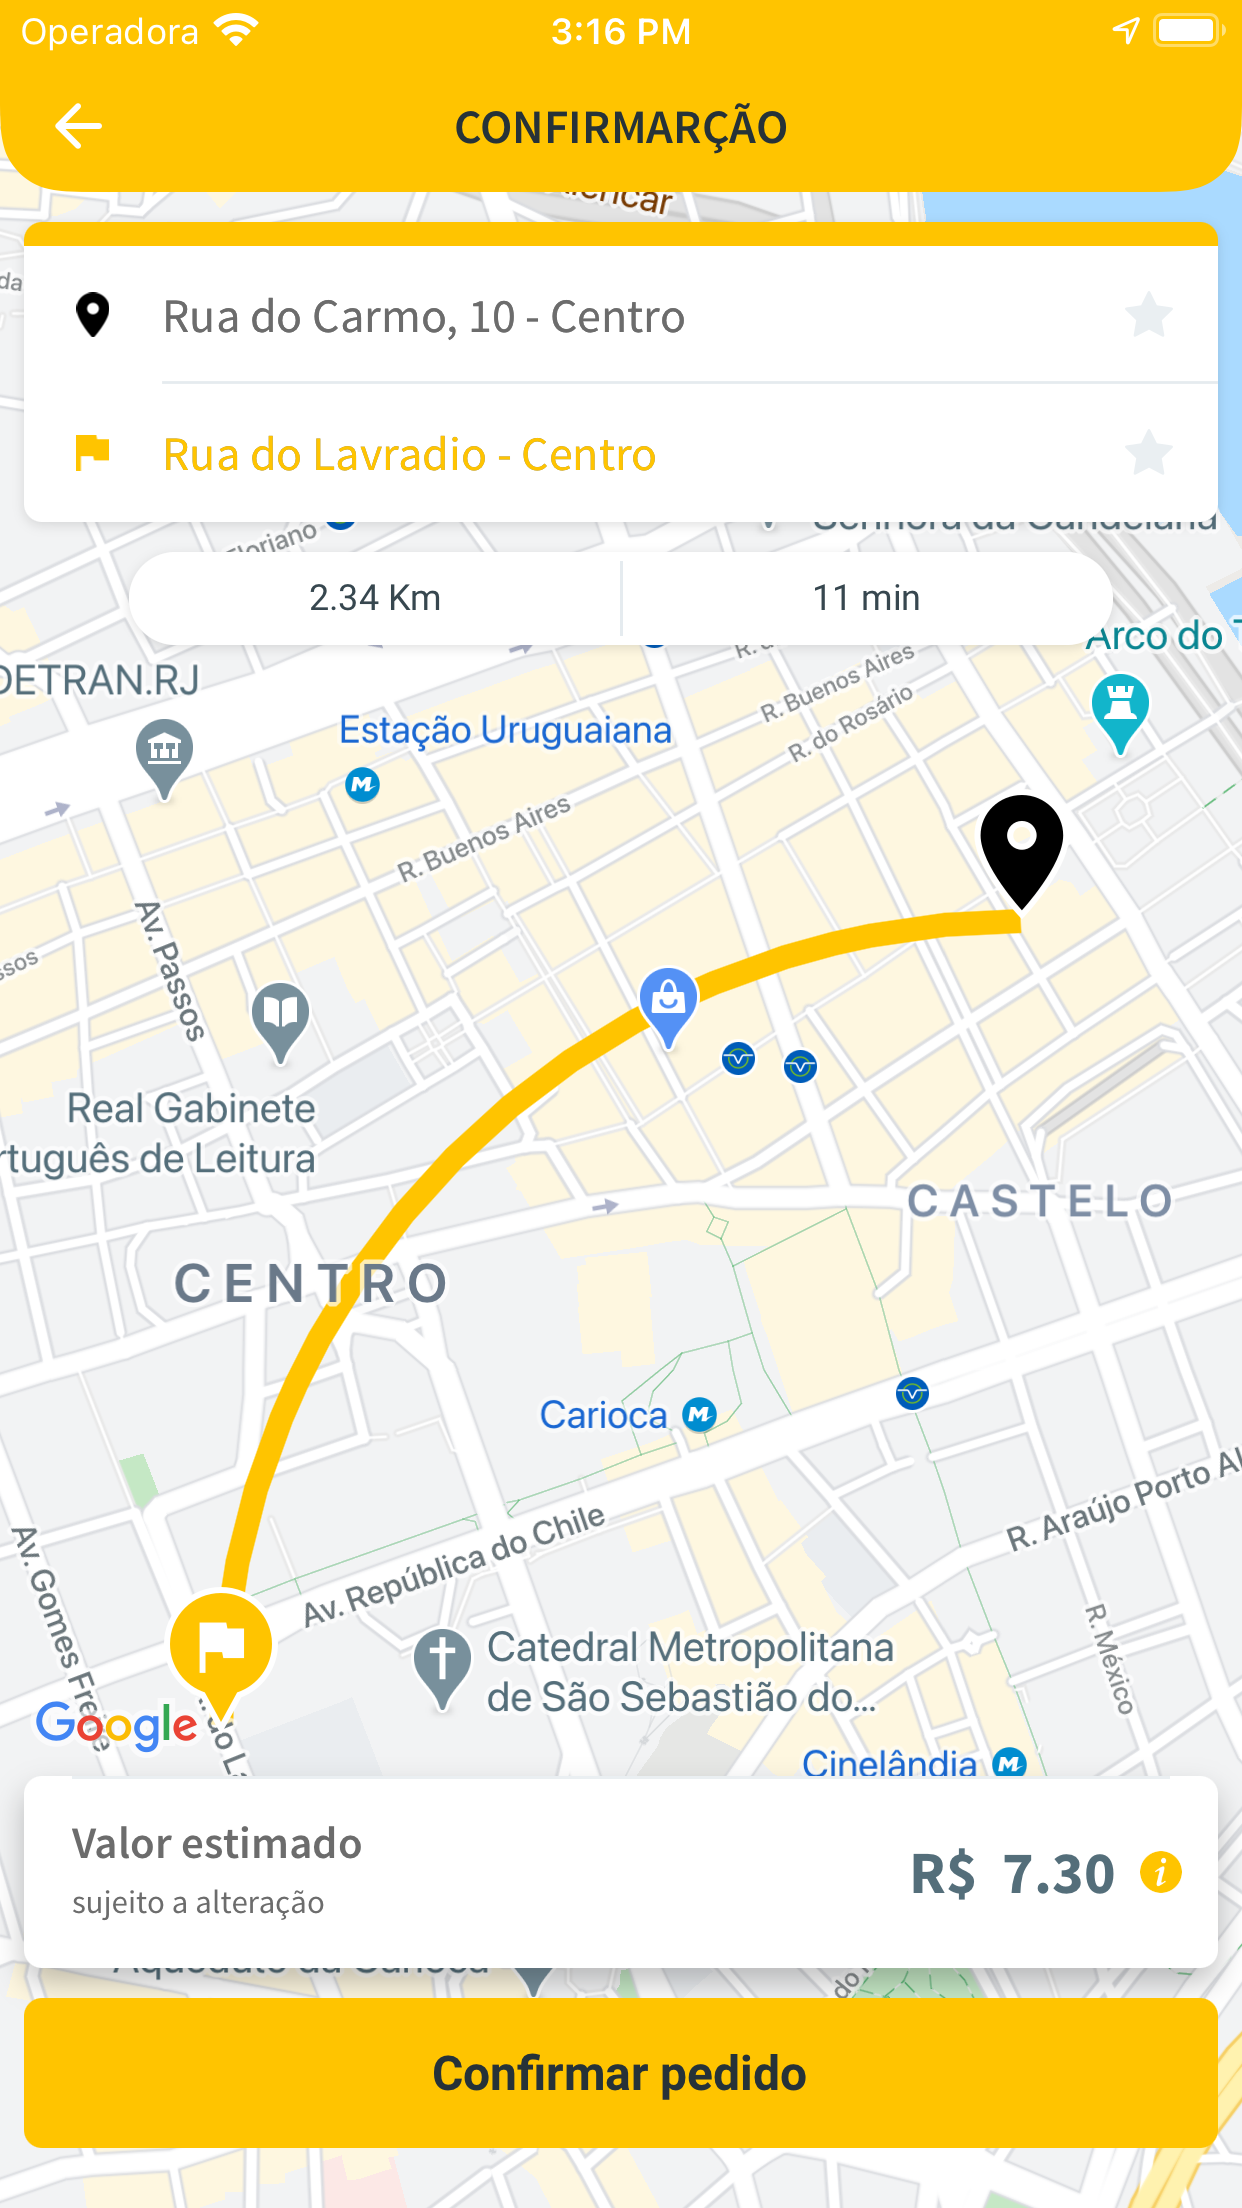 Operadora
3:16 PM
CONFIRMARÇÃO
Rua do Carmo, 10 - Centro
Rua do Lavradio - Centro
2.34 Km
11 min
Arco do
DETRAN.RJ
R. Buenos Aires
R. do Rosário
Estação Uruguaiana
R. Buenos Aires
Av. Passos
Real Gabinete
de Leitura
CASTELO
CENTRO
Carioca
Av. República do Chile
R. Araújo Porto
R. México
Av. Gomes Freire
Catedral Metropolitana
de São Sebastião do...
Google
Cinelândia
Valor estimado
sujeito a alteração
R$ 7.30
i
Confirmar pedido